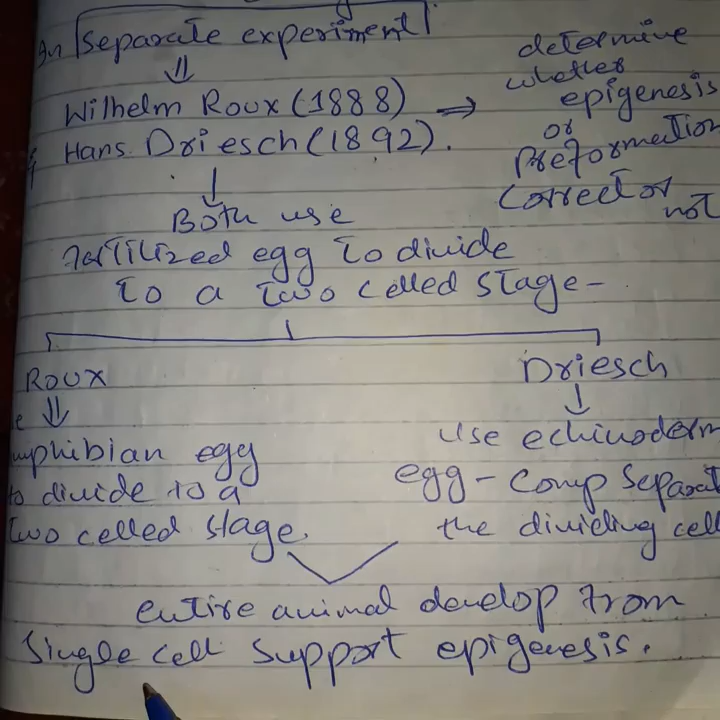 In Separate experiment
⇓
Wilhelm Roux (1888) →
Hans Driesch (1892).
determine
whether
epigenesis
or
Preformation
Correct or
not
↓
Both use
fertilized egg to divide
to a two celled stage -
Roux
⇓
amphibian egg
to divide to a
two celled stage.
Driesch
↓
Use echinoderm
egg - Comp Separat
the dividing cell
entire animal develop from
Single cell support epigenesis.